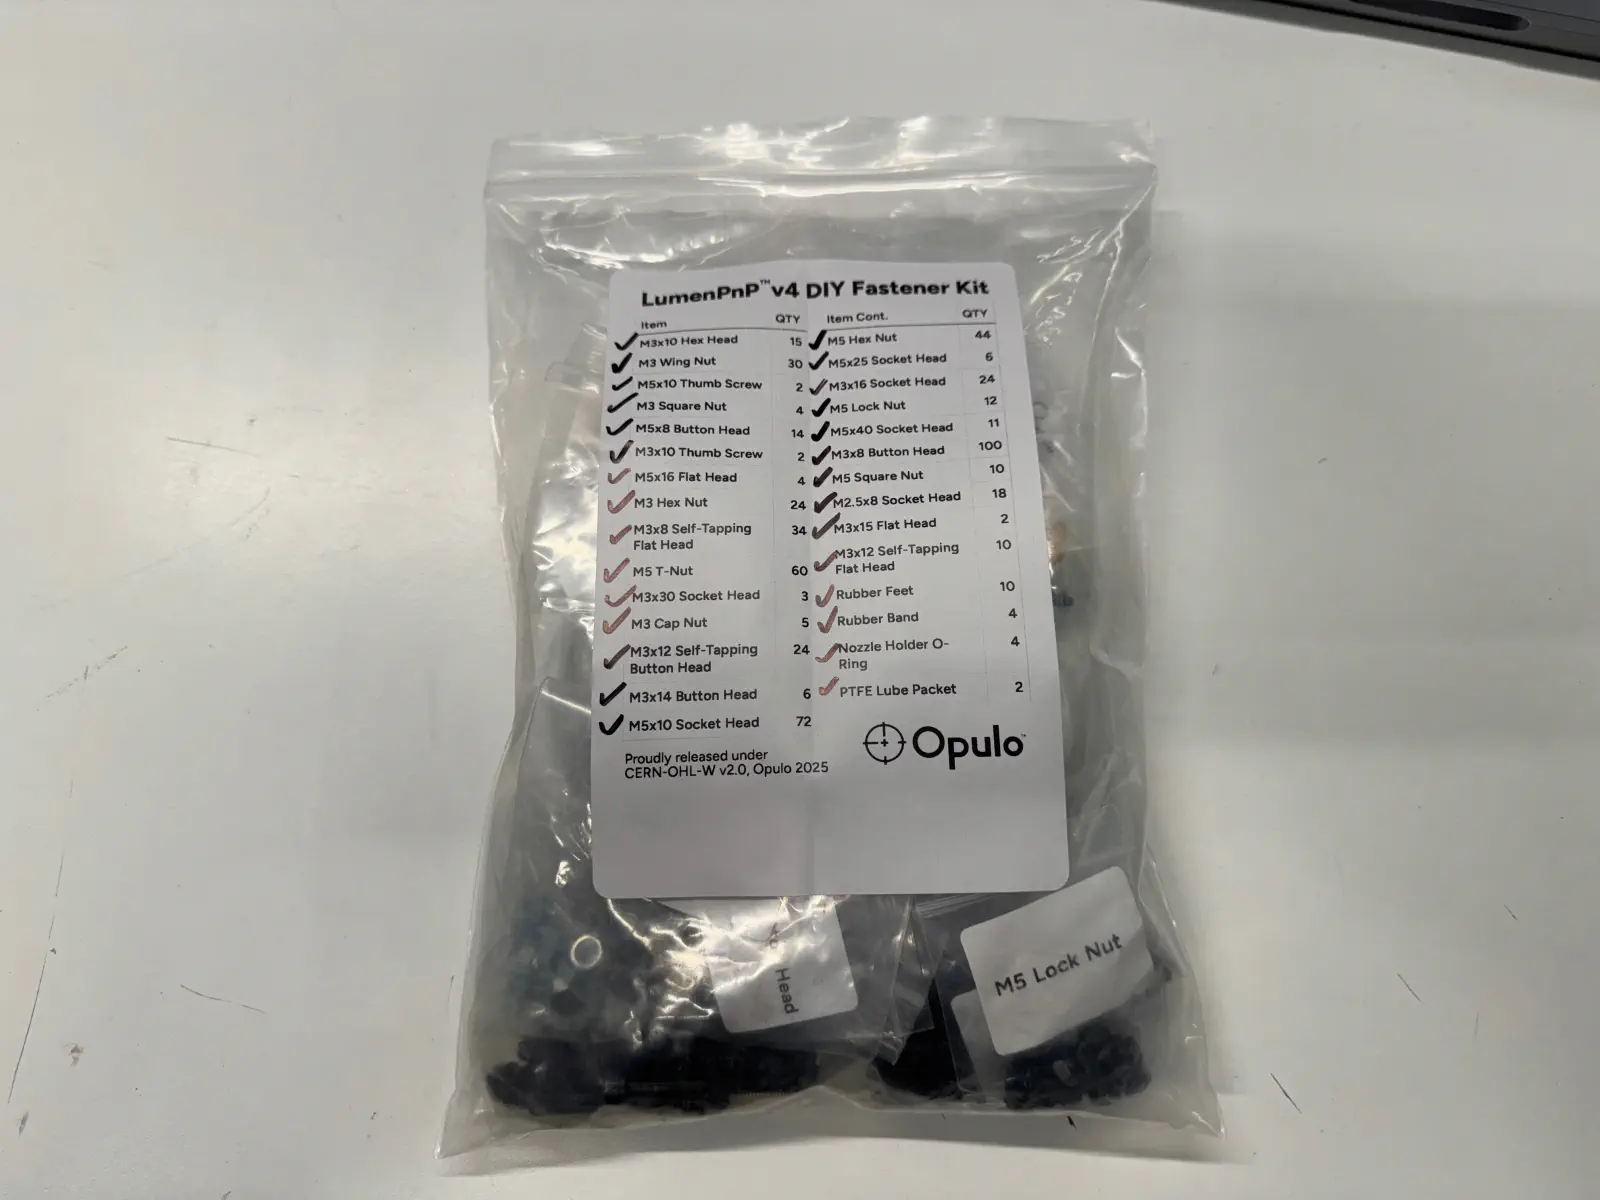 LumenPnP™ v4 DIY Fastener Kit
Item QTY
M3x10 Hex Head 15
M3 Wing Nut 30
M5x10 Thumb Screw 2
M3 Square Nut 4
M5x8 Button Head 14
M3x10 Thumb Screw 2
M5x16 Flat Head 4
M3 Hex Nut 24
M3x8 Self-Tapping 34
Flat Head
M5 T-Nut 60
M3x30 Socket Head 3
M3 Cap Nut 5
M3x12 Self-Tapping 24
Button Head
M3x14 Button Head 6
M5x10 Socket Head 72
Item Cont. QTY
M5 Hex Nut 44
M5x25 Socket Head 6
M3x16 Socket Head 24
M5 Lock Nut 12
M5x40 Socket Head 11
M3x8 Button Head 100
M5 Square Nut 10
M2.5x8 Socket Head 18
M3x15 Flat Head 2
M3x12 Self-Tapping 10
Flat Head
Rubber Feet 10
Rubber Band 4
Nozzle Holder O- 4
Ring
PTFE Lube Packet 2
Proudly released under
CERN-OHL-W v2.0, Opulo 2025
Opulo™
Head
M5 Lock Nut